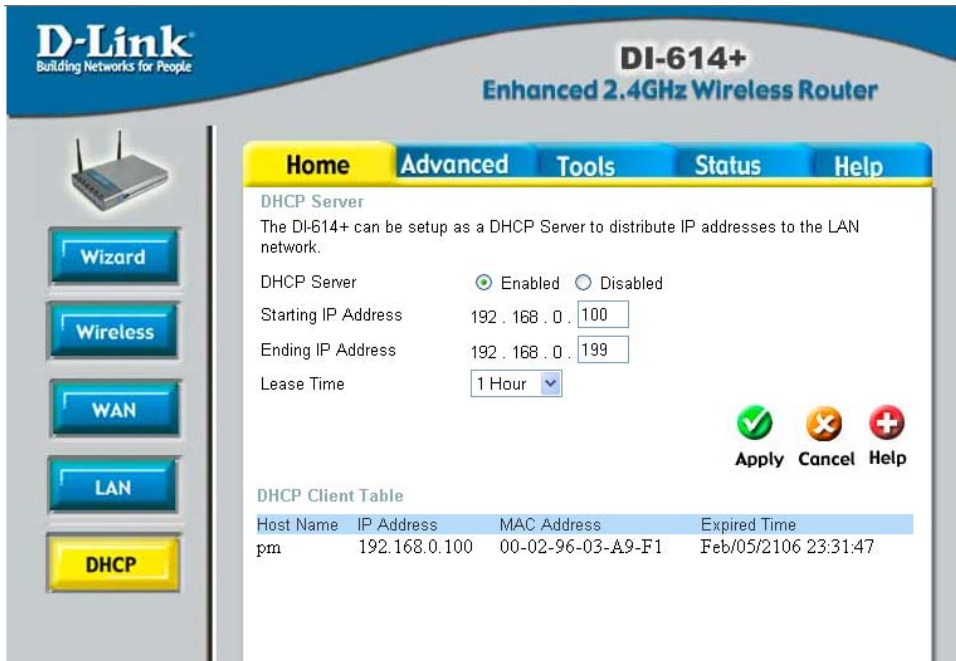 D-Link
Building Networks for People
DI-614+
Enhanced 2.4GHz Wireless Router
Home Advanced Tools Status Help
Wizard
Wireless
WAN
LAN
DHCP
DHCP Server
The DI-614+ can be setup as a DHCP Server to distribute IP addresses to the LAN
network.
DHCP Server Enabled Disabled
Starting IP Address 192 . 168 . 0 . 100
Ending IP Address 192 . 168 . 0 . 199
Lease Time 1 Hour
Apply Cancel Help
DHCP Client Table
Host Name IP Address MAC Address Expired Time
pm 192.168.0.100 00-02-96-03-A9-F1 Feb/05/2106 23:31:47